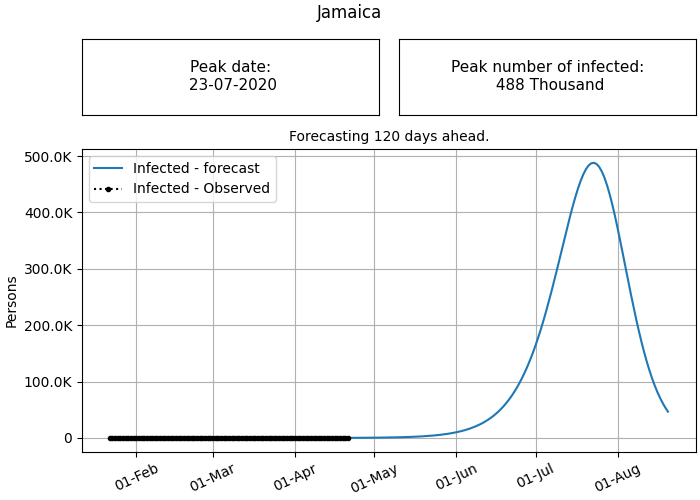 Jamaica
Peak date:
23-07-2020
Peak number of infected:
488 Thousand
Forecasting 120 days ahead.
Infected - forecast
Infected - Observed
500.0K
400.0K
300.0K
200.0K
100.0K
0
Persons
01-Feb
01-Mar
01-Apr
01-May
01-Jun
01-Jul
01-Aug